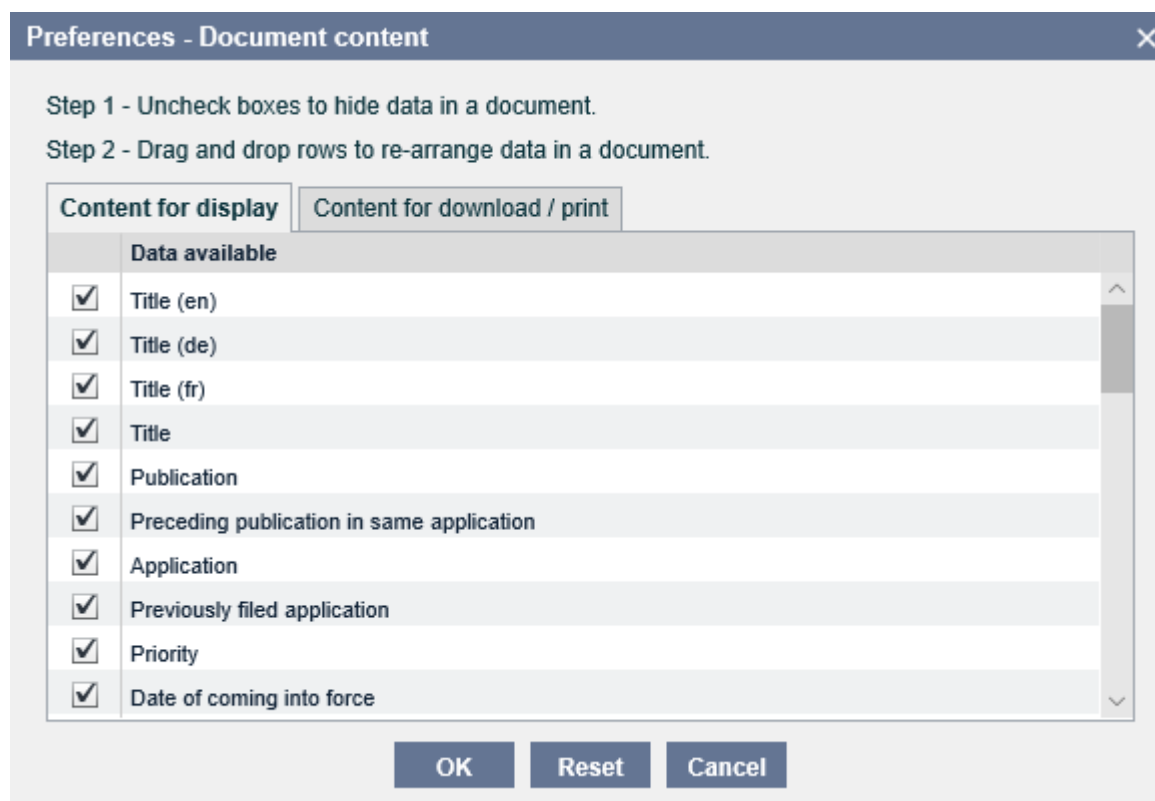 Preferences - Document content
Step 1 - Uncheck boxes to hide data in a document.
Step 2 - Drag and drop rows to re-arrange data in a document.
Content for display Content for download / print
Data available
Title (en)
Title (de)
Title (fr)
Title
Publication
Preceding publication in same application
Application
Previously filed application
Priority
Date of coming into force
OK Reset Cancel